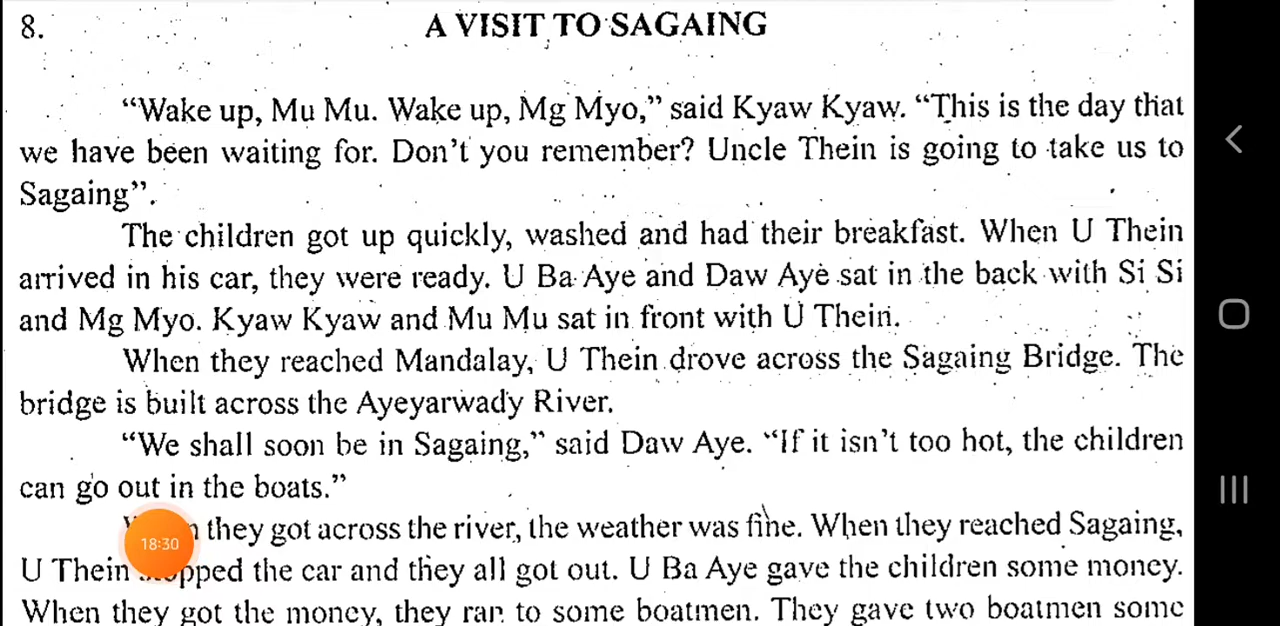 8. A VISIT TO SAGAING
“Wake up, Mu Mu. Wake up, Mg Myo,” said Kyaw Kyaw. “This is the day that
we have been waiting for. Don’t you remember? Uncle Thein is going to take us to
Sagaing”.
The children got up quickly, washed and had their breakfast. When U Thein
arrived in his car, they were ready. U Ba Aye and Daw Aye sat in the back with Si Si
and Mg Myo. Kyaw Kyaw and Mu Mu sat in front with U Thein.
When they reached Mandalay, U Thein drove across the Sagaing Bridge. The
bridge is built across the Ayeyarwady River.
“We shall soon be in Sagaing,” said Daw Aye. “If it isn’t too hot, the children
can go out in the boats.”
they got across the river, the weather was fine. When they reached Sagaing,
18:30
U Thein stopped the car and they all got out. U Ba Aye gave the children some money.
When they got the money, they ran to some boatmen. They gave two boatmen some